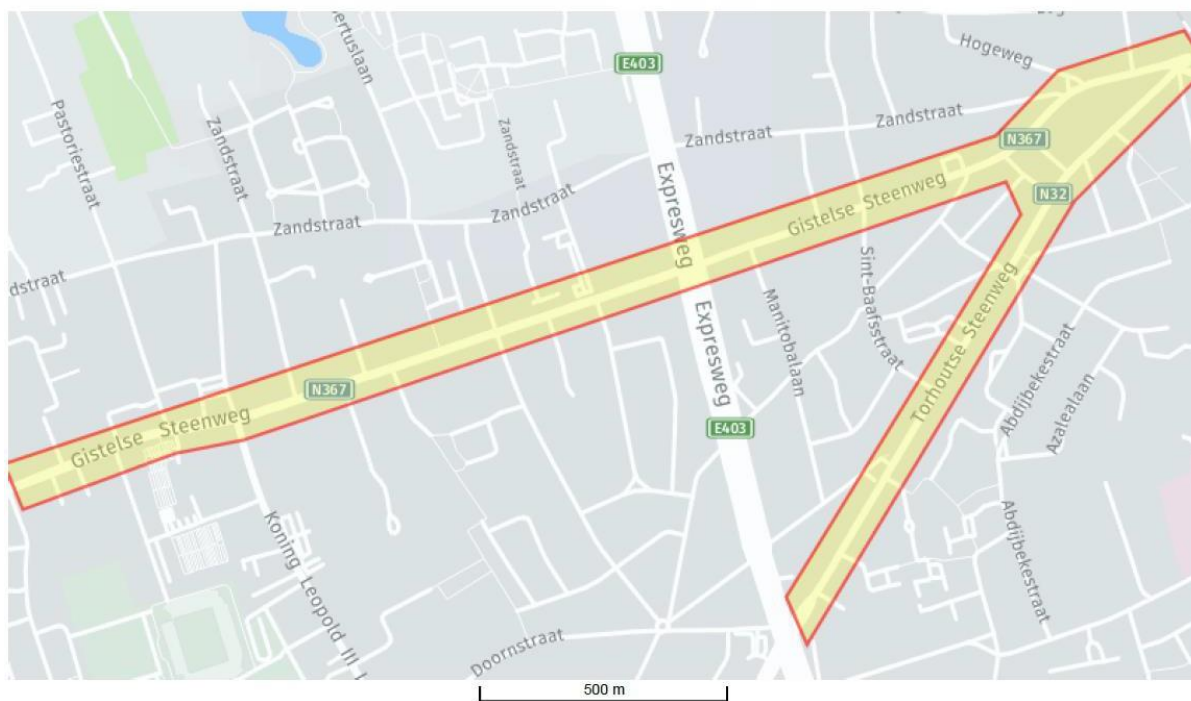 Hogeweg
E403
Zandstraat
Pastoriestraat
Zandstraat
Zandstraat
Zandstraat
N367
Expresweg
N32
Zandstraat
Zandstraat
Gistelse Steenweg
Sint-Baafsstraat
Zandstraat
Manitobalaan
Torhoutse Steenweg
Expresweg
Abdijbekestraat
N367
Azalealaan
Gistelse Steenweg
E403
Koning Leopold III
Abdijbekestraat
Doornstraat
500 m